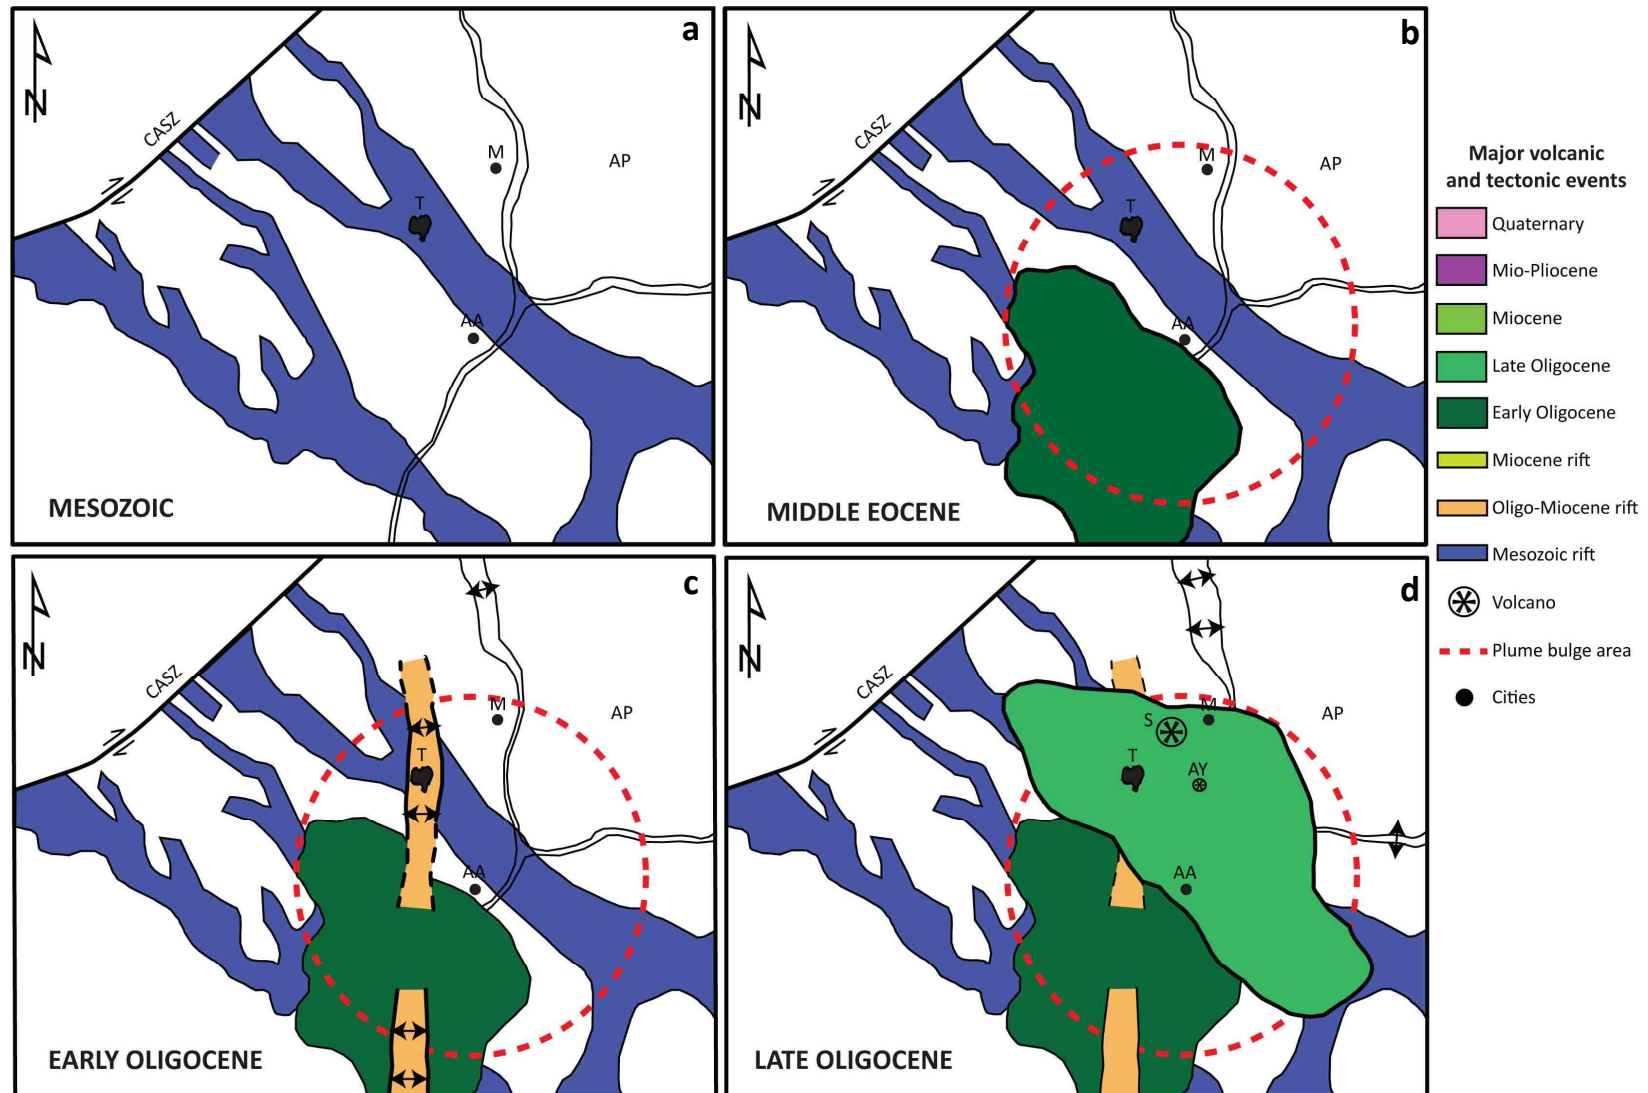 a
N
CASZ
M
AP
T
AA
MESOZOIC
b
N
CASZ
M
AP
T
AA
MIDDLE EOCENE
c
N
CASZ
M
AP
T
AA
EARLY OLIGOCENE
d
N
CASZ
M
AP
S
T
AY
AA
LATE OLIGOCENE
Major volcanic
and tectonic events
Quaternary
Mio-Pliocene
Miocene
Late Oligocene
Early Oligocene
Miocene rift
Oligo-Miocene rift
Mesozoic rift
Volcano
Plume bulge area
Cities